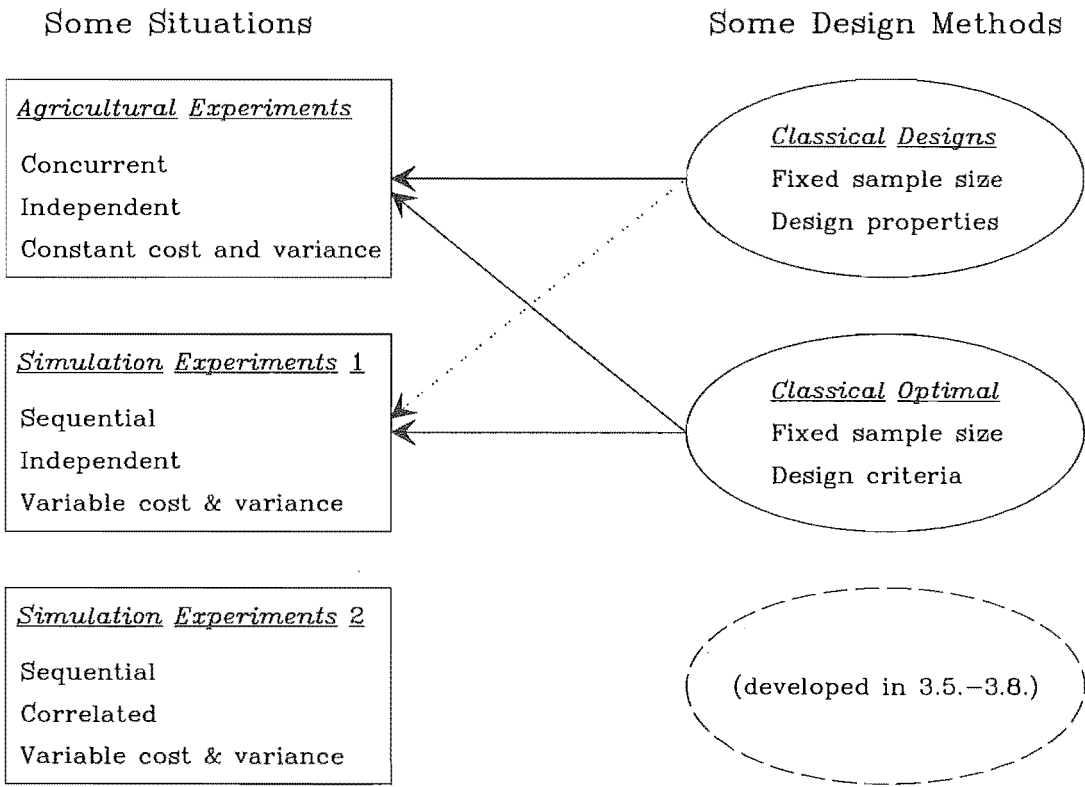 Some Situations
Some Design Methods
Agricultural Experiments
Concurrent
Independent
Constant cost and variance
Classical Designs
Fixed sample size
Design properties
Simulation Experiments 1
Sequential
Independent
Variable cost & variance
Classical Optimal
Fixed sample size
Design criteria
Simulation Experiments 2
Sequential
Correlated
Variable cost & variance
(developed in 3.5.–3.8.)